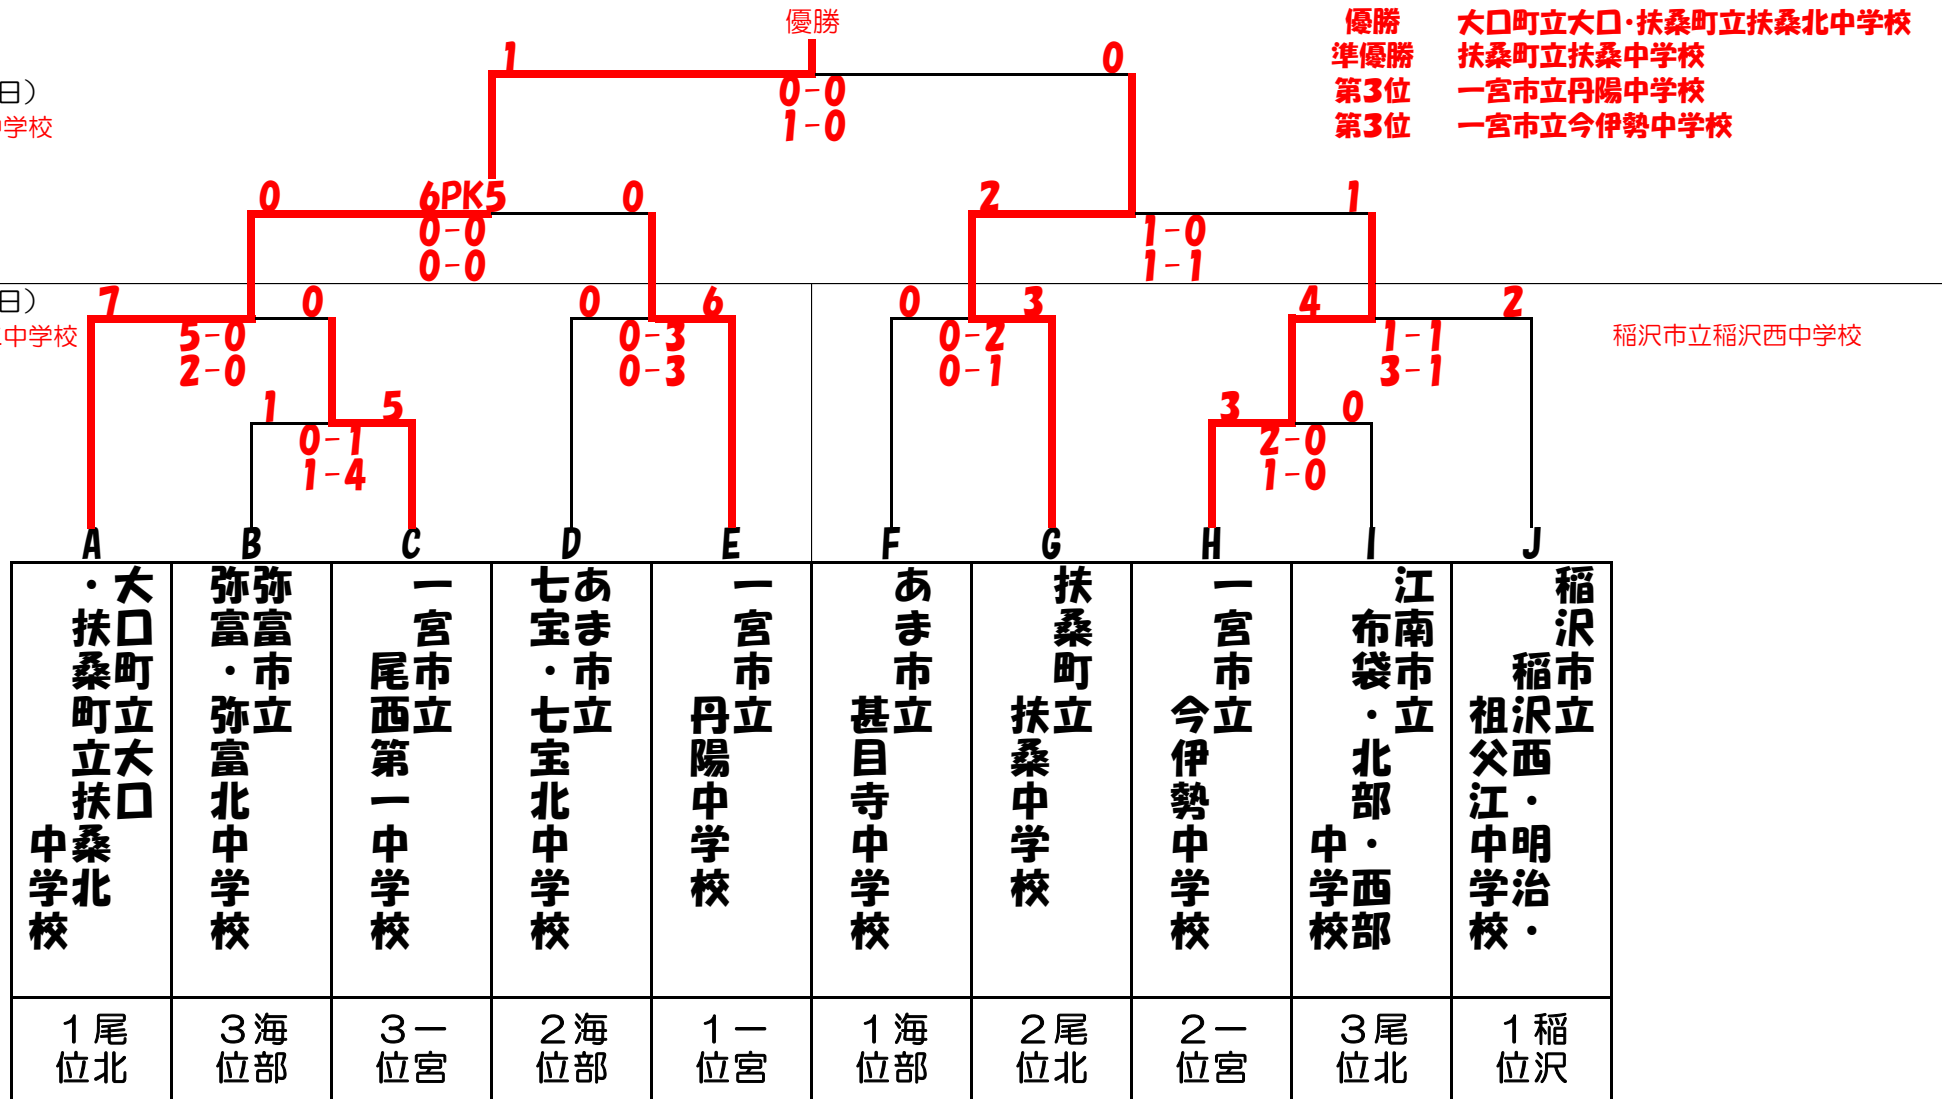 優勝
優勝 大口町立大口・扶桑町立扶桑北中学校
準優勝 扶桑町立扶桑中学校
第3位 一宮市立丹陽中学校
第3位 一宮市立今伊勢中学校
1 0
0-0
1-0
日）
中学校
0 6PK5 0
0-0
0-0
2 1
1-0
1-1
日）
中学校
7 0
5-0
2-0
0 6
0-3
0-3
0 3
0-2
0-1
4 2
1-1
3-1
稲沢市立稲沢西中学校
1 5
0-1
1-4
3 0
2-0
1-0
A B C D E F G H I J
大口町立大口
・扶桑町立扶桑北
中学校
弥富市立
弥富・弥富北中学校
一宮市立
尾西第一中学校
あま市立
七宝・七宝北中学校
一宮市立
丹陽中学校
あま市立
甚目寺中学校
扶桑町立
扶桑中学校
一宮市立
今伊勢中学校
江南市立
布袋・北部・西部
中学校
稲沢市立
稲沢西・明治・
祖父江中学校
尾北
１位
海部
３位
一宮
３位
海部
２位
一宮
１位
海部
１位
尾北
２位
一宮
２位
尾北
３位
稲沢
１位